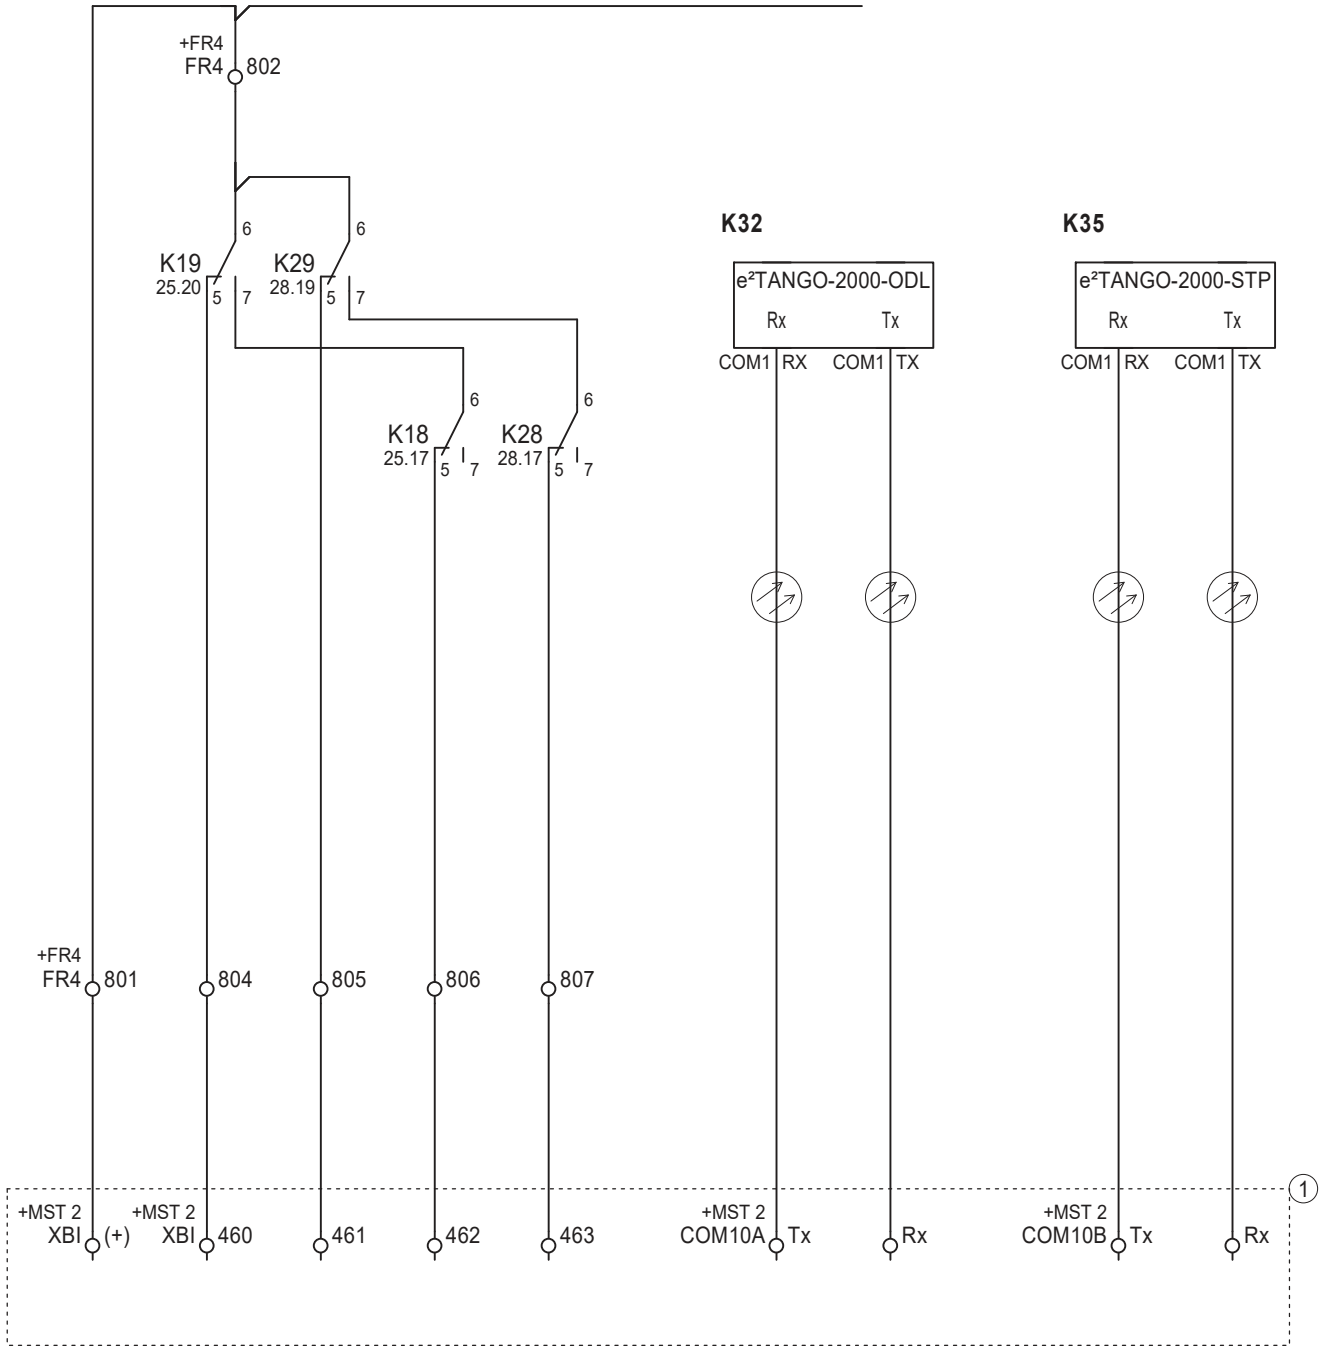 +FR4
FR4 802
K32 K35
6 6
K19 K29
25.20 28.19
5 7 5 7
e²TANGO-2000-ODL e²TANGO-2000-STP
Rx Tx Rx Tx
COM1 RX COM1 TX COM1 RX COM1 TX
6 6
K18 K28
25.17 28.17
5 7 5 7
+FR4
FR4 801 804 805 806 807
1
+MST 2 +MST 2 +MST 2 +MST 2
XBI (+) XBI 460 461 462 463 COM10A Tx Rx COM10B Tx Rx